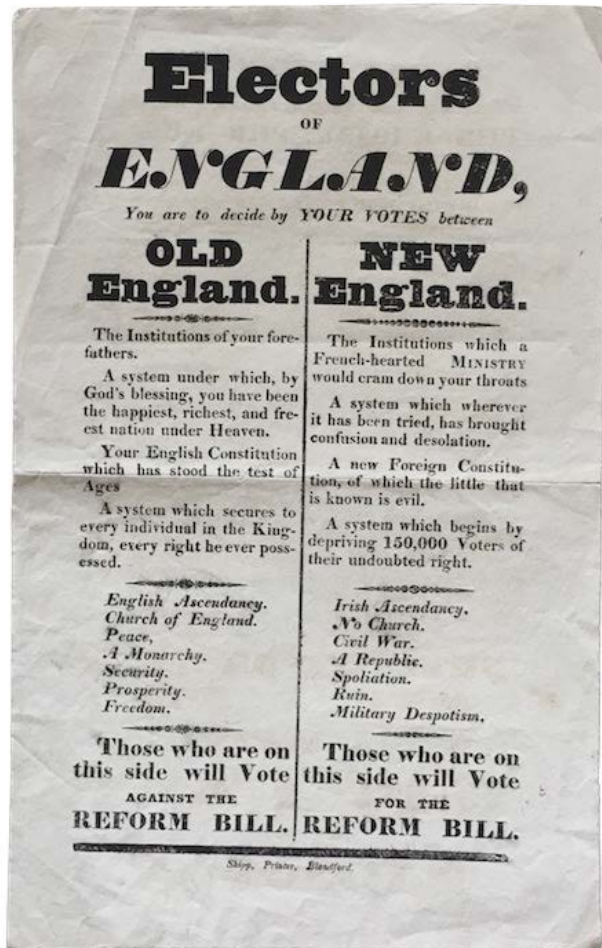 Electors
OF
ENGLAND,
You are to decide by YOUR VOTES between
OLD
England.
The Institutions of your fore-
fathers.
A system under which, by
God's blessing, you have been
the happiest, richest, and fre-
est nation under Heaven.
Your English Constitution
which has stood the test of
Ages
A system which secures to
every individual in the King-
dom, every right he ever poss-
essed.
English Ascendancy.
Church of England.
Peace,
A Monarchy.
Security.
Prosperity.
Freedom.
Those who are on
this side will Vote
AGAINST THE
REFORM BILL.
NEW
England.
The Institutions which a
French-hearted MINISTRY
would cram down your throats
A system which wherever
it has been tried, has brought
confusion and desolation.
A new Foreign Constitu-
tion, of which the little that
is known is evil.
A system which begins by
depriving 150,000 Voters of
their undoubted right.
Irish Ascendancy.
No Church.
Civil War.
A Republic.
Spoliation.
Ruin.
Military Despotism.
Those who are on
this side will Vote
FOR THE
REFORM BILL.
Shipp, Printer, Blandford.